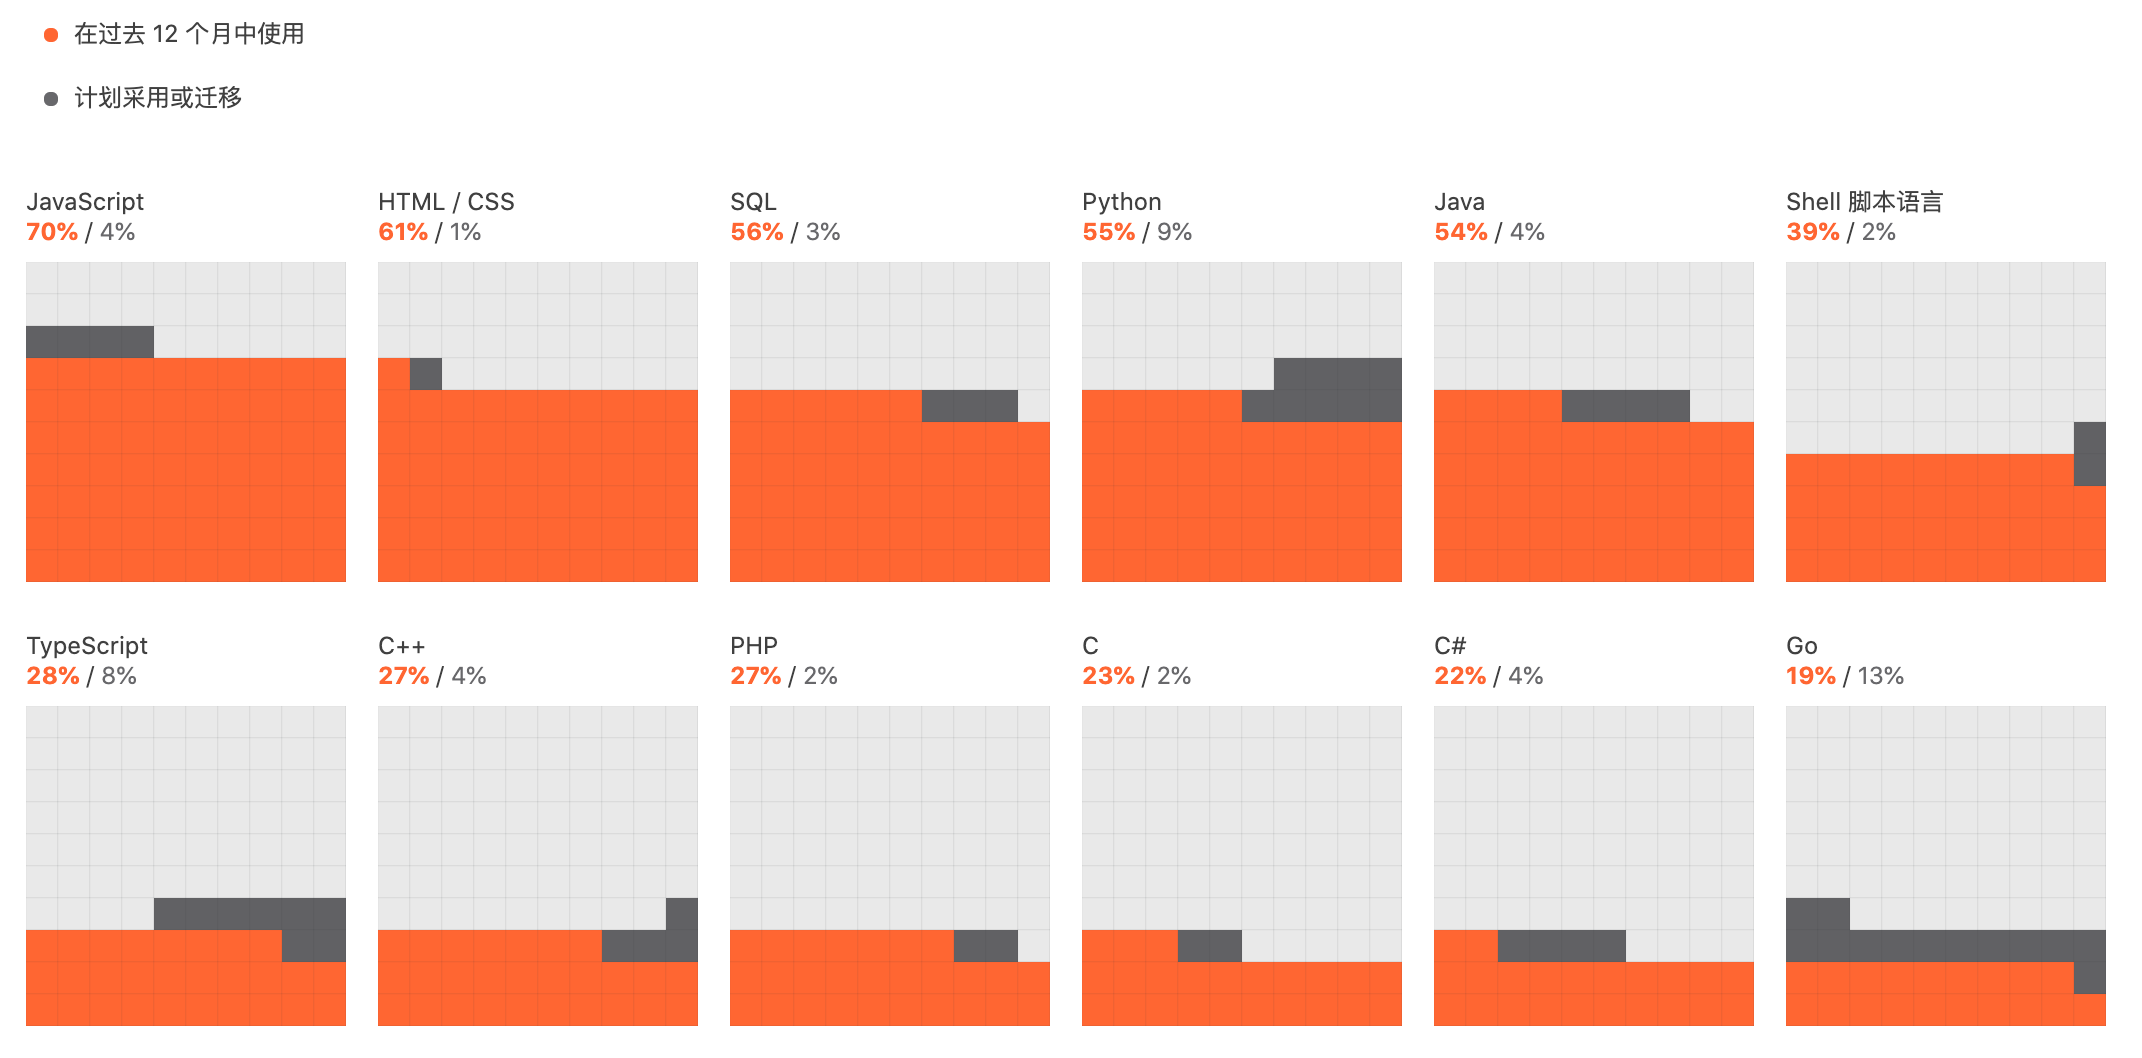 在过去 12 个月中使用
计划采用或迁移
JavaScript
70% / 4%
HTML / CSS
61% / 1%
SQL
56% / 3%
Python
55% / 9%
Java
54% / 4%
Shell 脚本语言
39% / 2%
TypeScript
28% / 8%
C++
27% / 4%
PHP
27% / 2%
C
23% / 2%
C#
22% / 4%
Go
19% / 13%